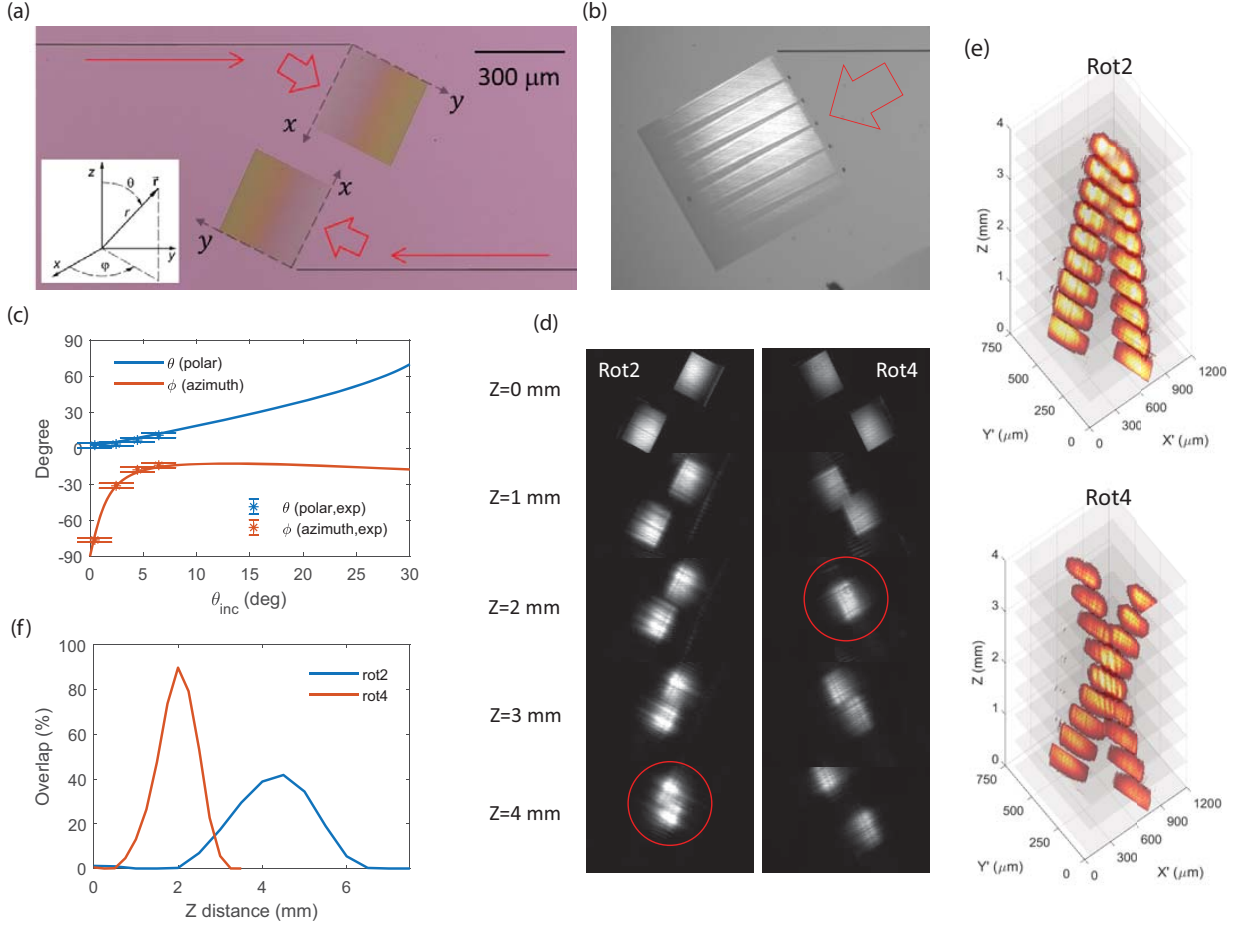 (a)
300 μm
y
x
x
y
z
θ
r⃗
r
y
x
φ
(b)
(c)
90
60
30
0
-30
-60
-90
Degree
θ (polar)
ϕ (azimuth)
θ (polar,exp)
ϕ (azimuth,exp)
0 5 10 15 20 25 30
θinc (deg)
(d)
Rot2
Rot4
Z=0 mm
Z=1 mm
Z=2 mm
Z=3 mm
Z=4 mm
(e)
Rot2
4
3
2
1
0
Z (mm)
750
500
250
0
Y' (μm)
0
300
600
900
1200
X' (μm)
Rot4
4
3
2
1
0
Z (mm)
750
500
250
0
Y' (μm)
0
300
600
900
1200
X' (μm)
(f)
100
80
60
40
20
0
Overlap (%)
rot2
rot4
0 2 4 6
Z distance (mm)